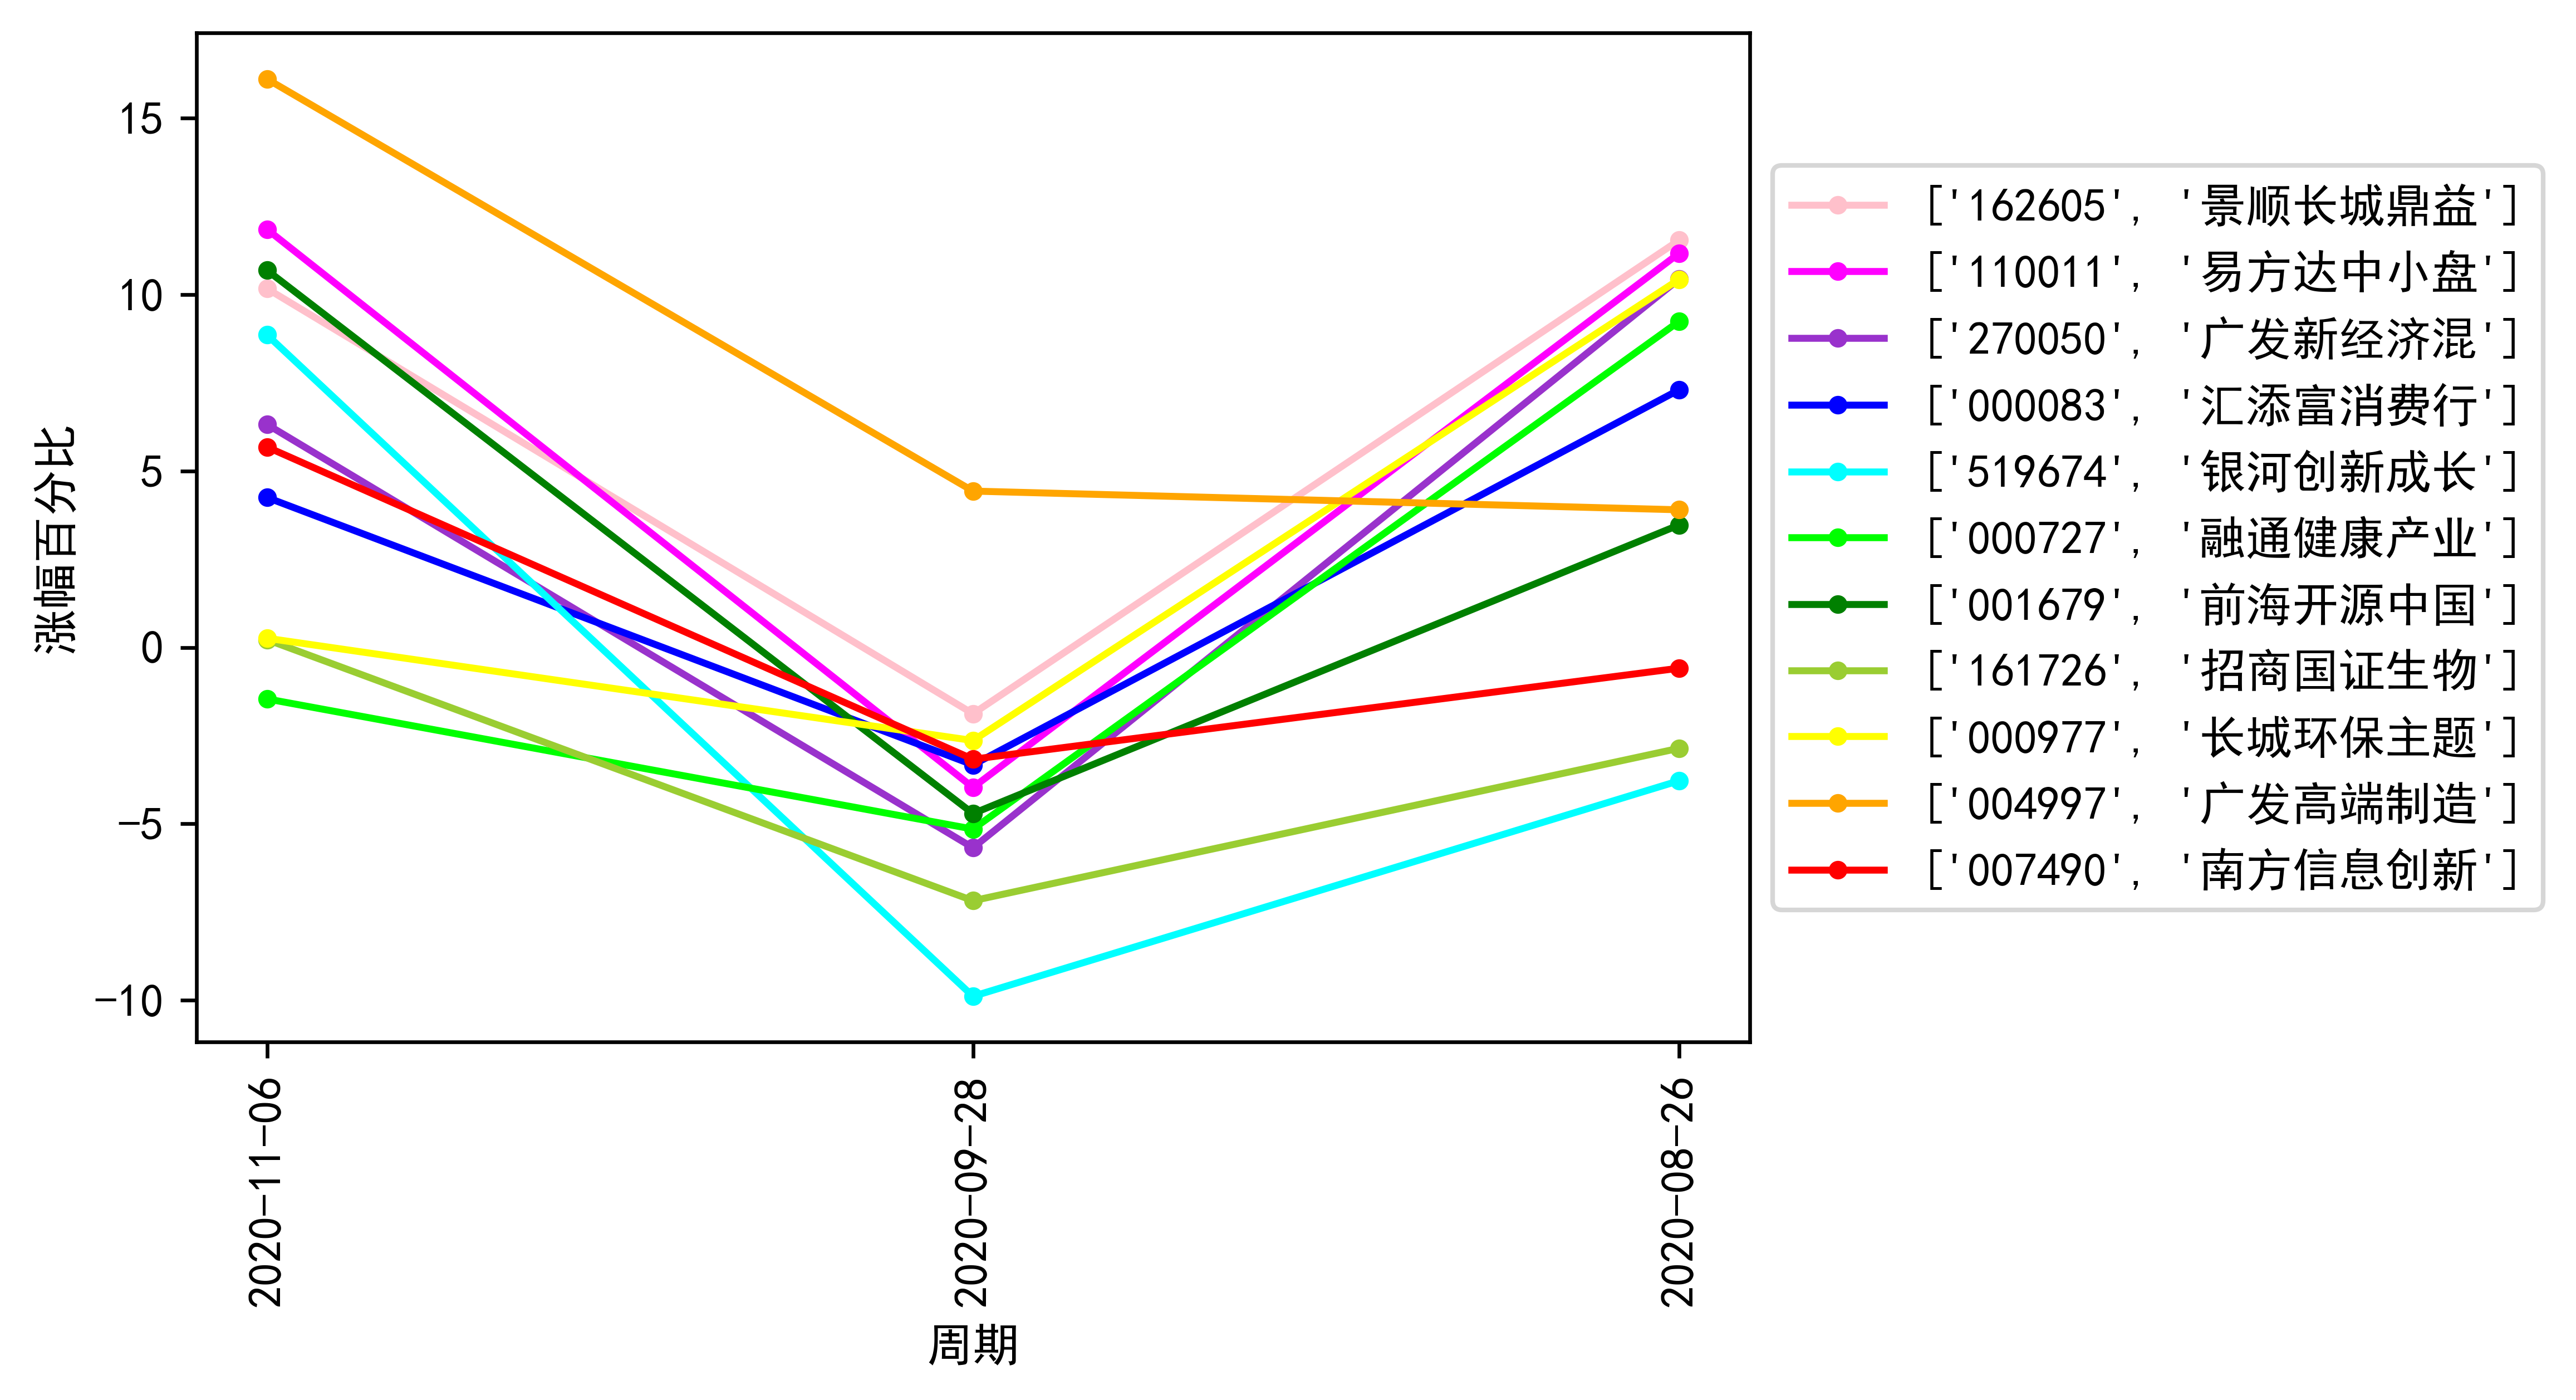 涨幅百分比
15
10
5
0
-5
-10
2020-11-06
2020-09-28
2020-08-26
周期
['162605', '景顺长城鼎益']
['110011', '易方达中小盘']
['270050', '广发新经济混']
['000083', '汇添富消费行']
['519674', '银河创新成长']
['000727', '融通健康产业']
['001679', '前海开源中国']
['161726', '招商国证生物']
['000977', '长城环保主题']
['004997', '广发高端制造']
['007490', '南方信息创新']